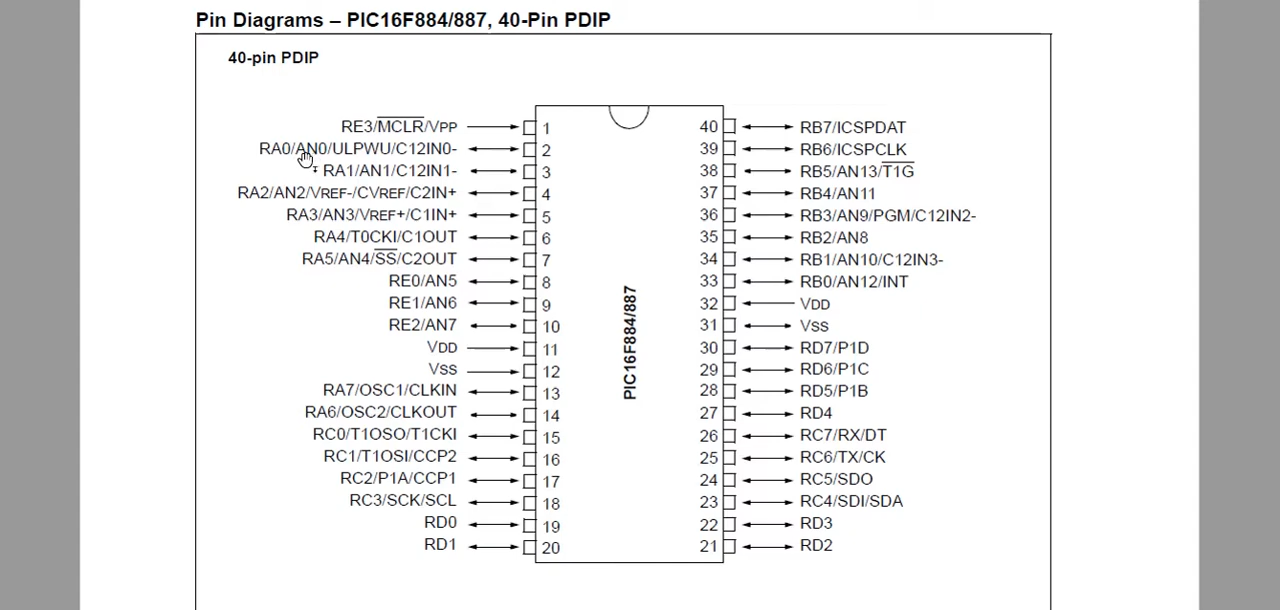 Pin Diagrams – PIC16F884/887, 40-Pin PDIP
40-pin PDIP
RE3/MCLR/VPP 1 40 RB7/ICSPDAT
RA0/AN0/ULPWU/C12IN0- 2 39 RB6/ICSPCLK
RA1/AN1/C12IN1- 3 38 RB5/AN13/T1G
RA2/AN2/VREF-/CVREF/C2IN+ 4 37 RB4/AN11
RA3/AN3/VREF+/C1IN+ 5 36 RB3/AN9/PGM/C12IN2-
RA4/T0CKI/C1OUT 6 35 RB2/AN8
RA5/AN4/SS/C2OUT 7 34 RB1/AN10/C12IN3-
RE0/AN5 8 33 RB0/AN12/INT
RE1/AN6 9 32 VDD
RE2/AN7 10 31 VSS
VDD 11 30 RD7/P1D
VSS 12 29 RD6/P1C
RA7/OSC1/CLKIN 13 28 RD5/P1B
RA6/OSC2/CLKOUT 14 27 RD4
RC0/T1OSO/T1CKI 15 26 RC7/RX/DT
RC1/T1OSI/CCP2 16 25 RC6/TX/CK
RC2/P1A/CCP1 17 24 RC5/SDO
RC3/SCK/SCL 18 23 RC4/SDI/SDA
RD0 19 22 RD3
RD1 20 21 RD2
PIC16F884/887